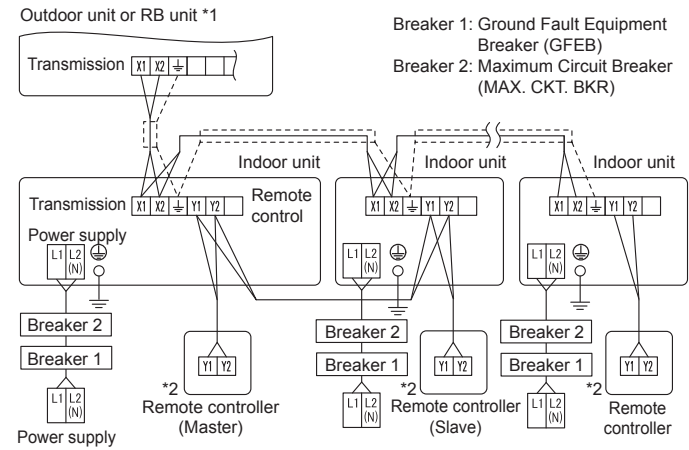 Outdoor unit or RB unit *1
Breaker 1: Ground Fault Equipment
Breaker (GFEB)
Breaker 2: Maximum Circuit Breaker
(MAX. CKT. BKR)
Transmission X1 X2
Indoor unit Indoor unit Indoor unit
Transmission X1 X2 Y1 Y2 Remote
control
X1 X2 Y1 Y2
X1 X2 Y1 Y2
Power supply
L1 L2
(N)
L1 L2
(N)
L1 L2
(N)
Breaker 2
Breaker 1
Breaker 2
Breaker 1
Breaker 2
Breaker 1
Y1 Y2
Y1 Y2
Y1 Y2
L1 L2
(N)
Power supply
*2
Remote controller
(Master)
L1 L2
(N)
*2
Remote controller
(Slave)
L1 L2
(N)
*2
Remote
controller